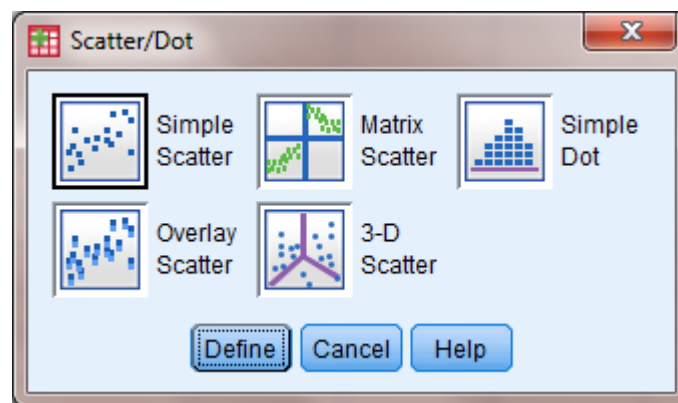 Scatter/Dot
Simple
Scatter
Matrix
Scatter
Simple
Dot
Overlay
Scatter
3-D
Scatter
Define
Cancel
Help